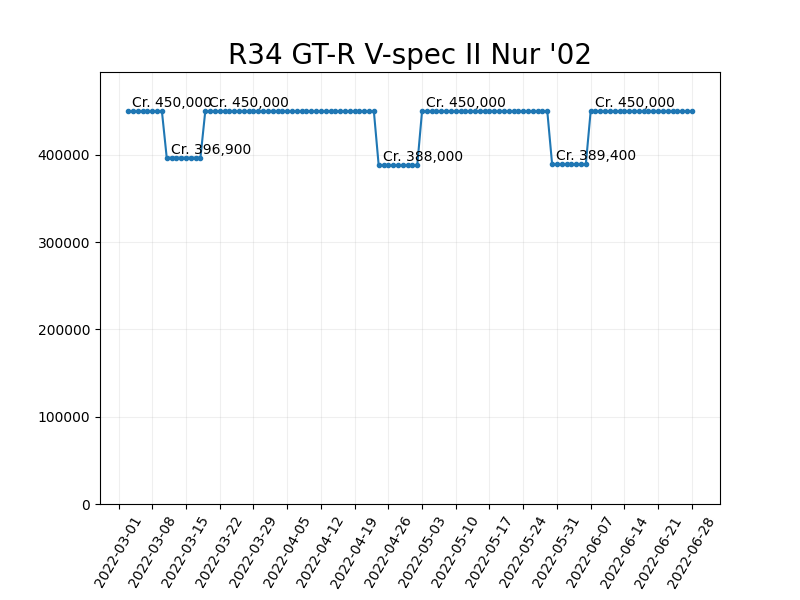 R34 GT-R V-spec II Nur '02
Cr. 450,000
Cr. 450,000
Cr. 450,000
Cr. 450,000
Cr. 396,900
Cr. 388,000
Cr. 389,400
400000
300000
200000
100000
0
2022-03-01
2022-03-08
2022-03-15
2022-03-22
2022-03-29
2022-04-05
2022-04-12
2022-04-19
2022-04-26
2022-05-03
2022-05-10
2022-05-17
2022-05-24
2022-05-31
2022-06-07
2022-06-14
2022-06-21
2022-06-28